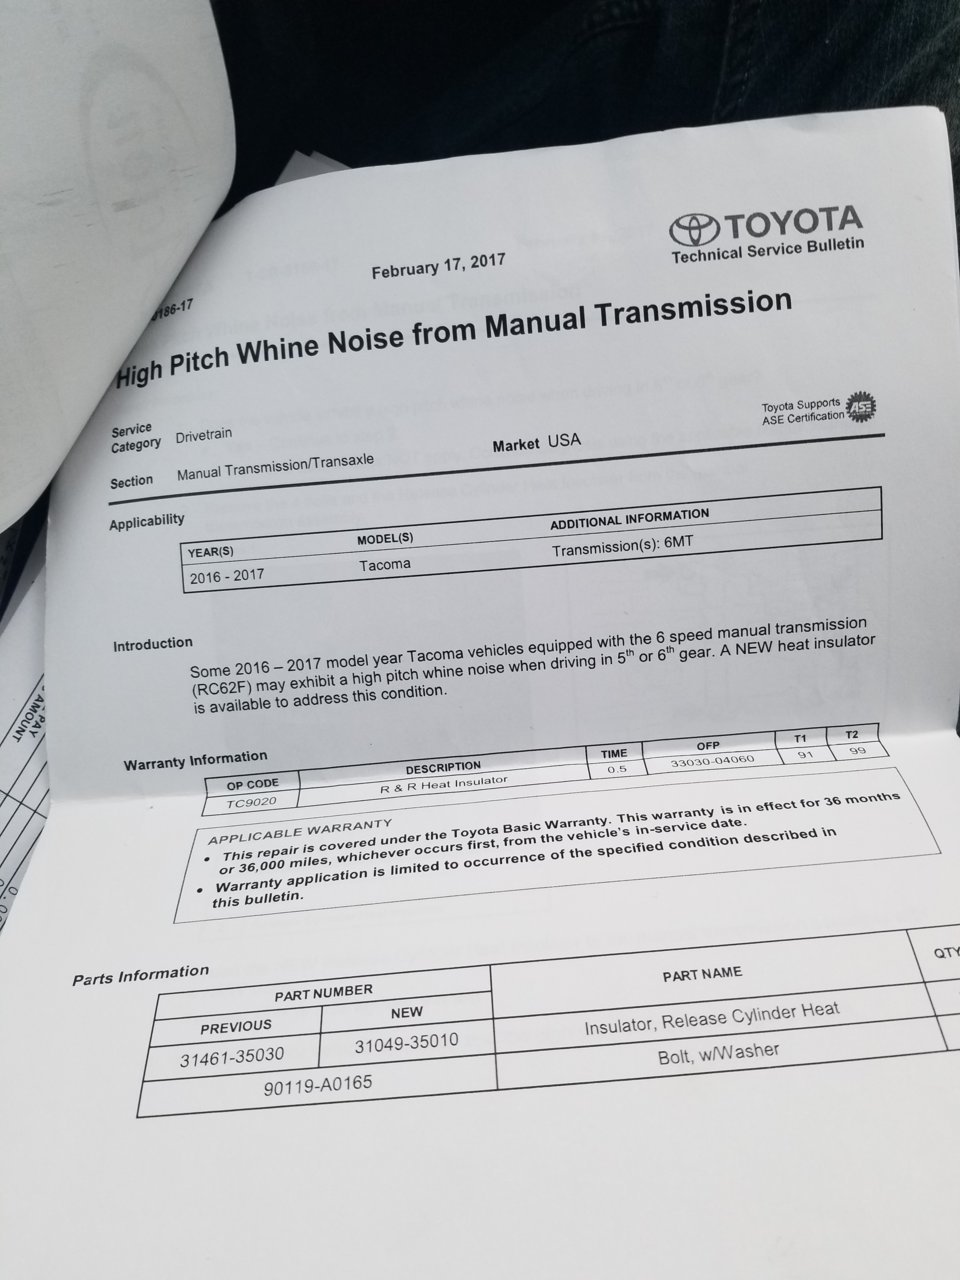 TOYOTA
Technical Service Bulletin
February 17, 2017
186-17
High Pitch Whine Noise from Manual Transmission
Service
Category Drivetrain
Toyota Supports
ASE Certification ASE
Section Manual Transmission/Transaxle Market USA
Applicability
YEAR(S) MODEL(S) ADDITIONAL INFORMATION
2016 - 2017 Tacoma Transmission(s): 6MT
Introduction
Some 2016 – 2017 model year Tacoma vehicles equipped with the 6 speed manual transmission
(RC62F) may exhibit a high pitch whine noise when driving in 5th or 6th gear. A NEW heat insulator
is available to address this condition.
Warranty Information
OP CODE DESCRIPTION TIME OFP T1 T2
TC9020 R & R Heat Insulator 0.5 33030-04060 91 99
APPLICABLE WARRANTY
• This repair is covered under the Toyota Basic Warranty. This warranty is in effect for 36 months
or 36,000 miles, whichever occurs first, from the vehicle's in-service date.
• Warranty application is limited to occurrence of the specified condition described in
this bulletin.
Parts Information
PART NUMBER PART NAME QTY
PREVIOUS NEW
31461-35030 31049-35010 Insulator, Release Cylinder Heat
90119-A0165 Bolt, w/Washer
PAY
AMOUNT